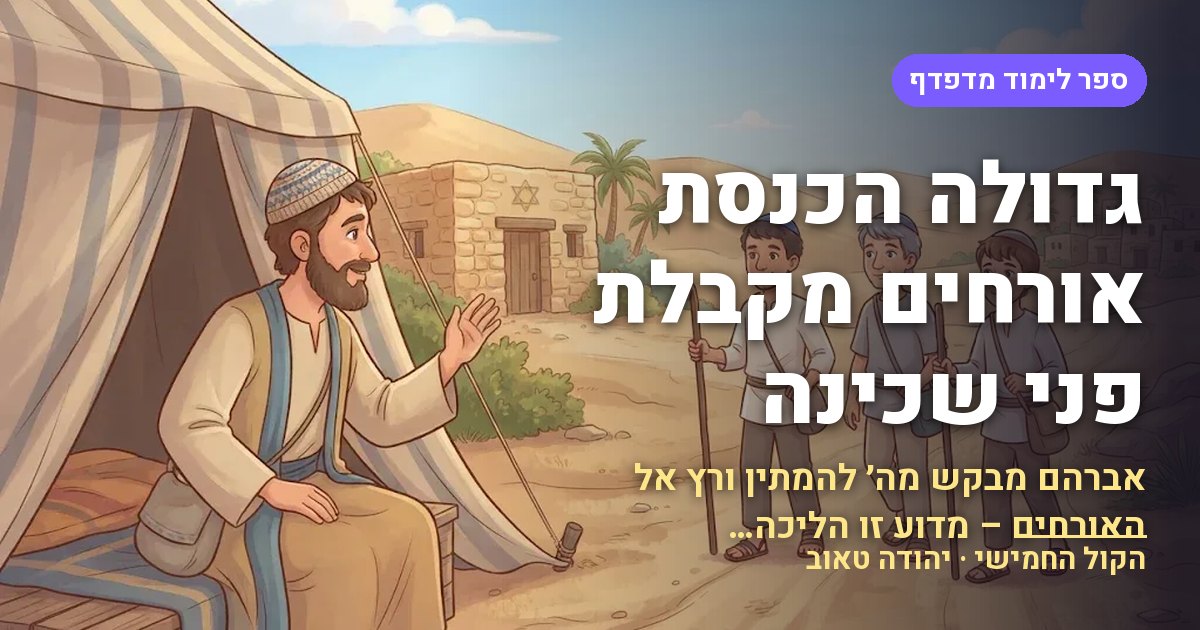 ספר לימוד מדפדף
גדולה הכנסת
אורחים מקבלת
פני שכינה
אברהם מבקש מה׳ להמתין ורץ אל
האורחים – מדוע זו הליכה...
הקול החמישי · יהודה טאוב